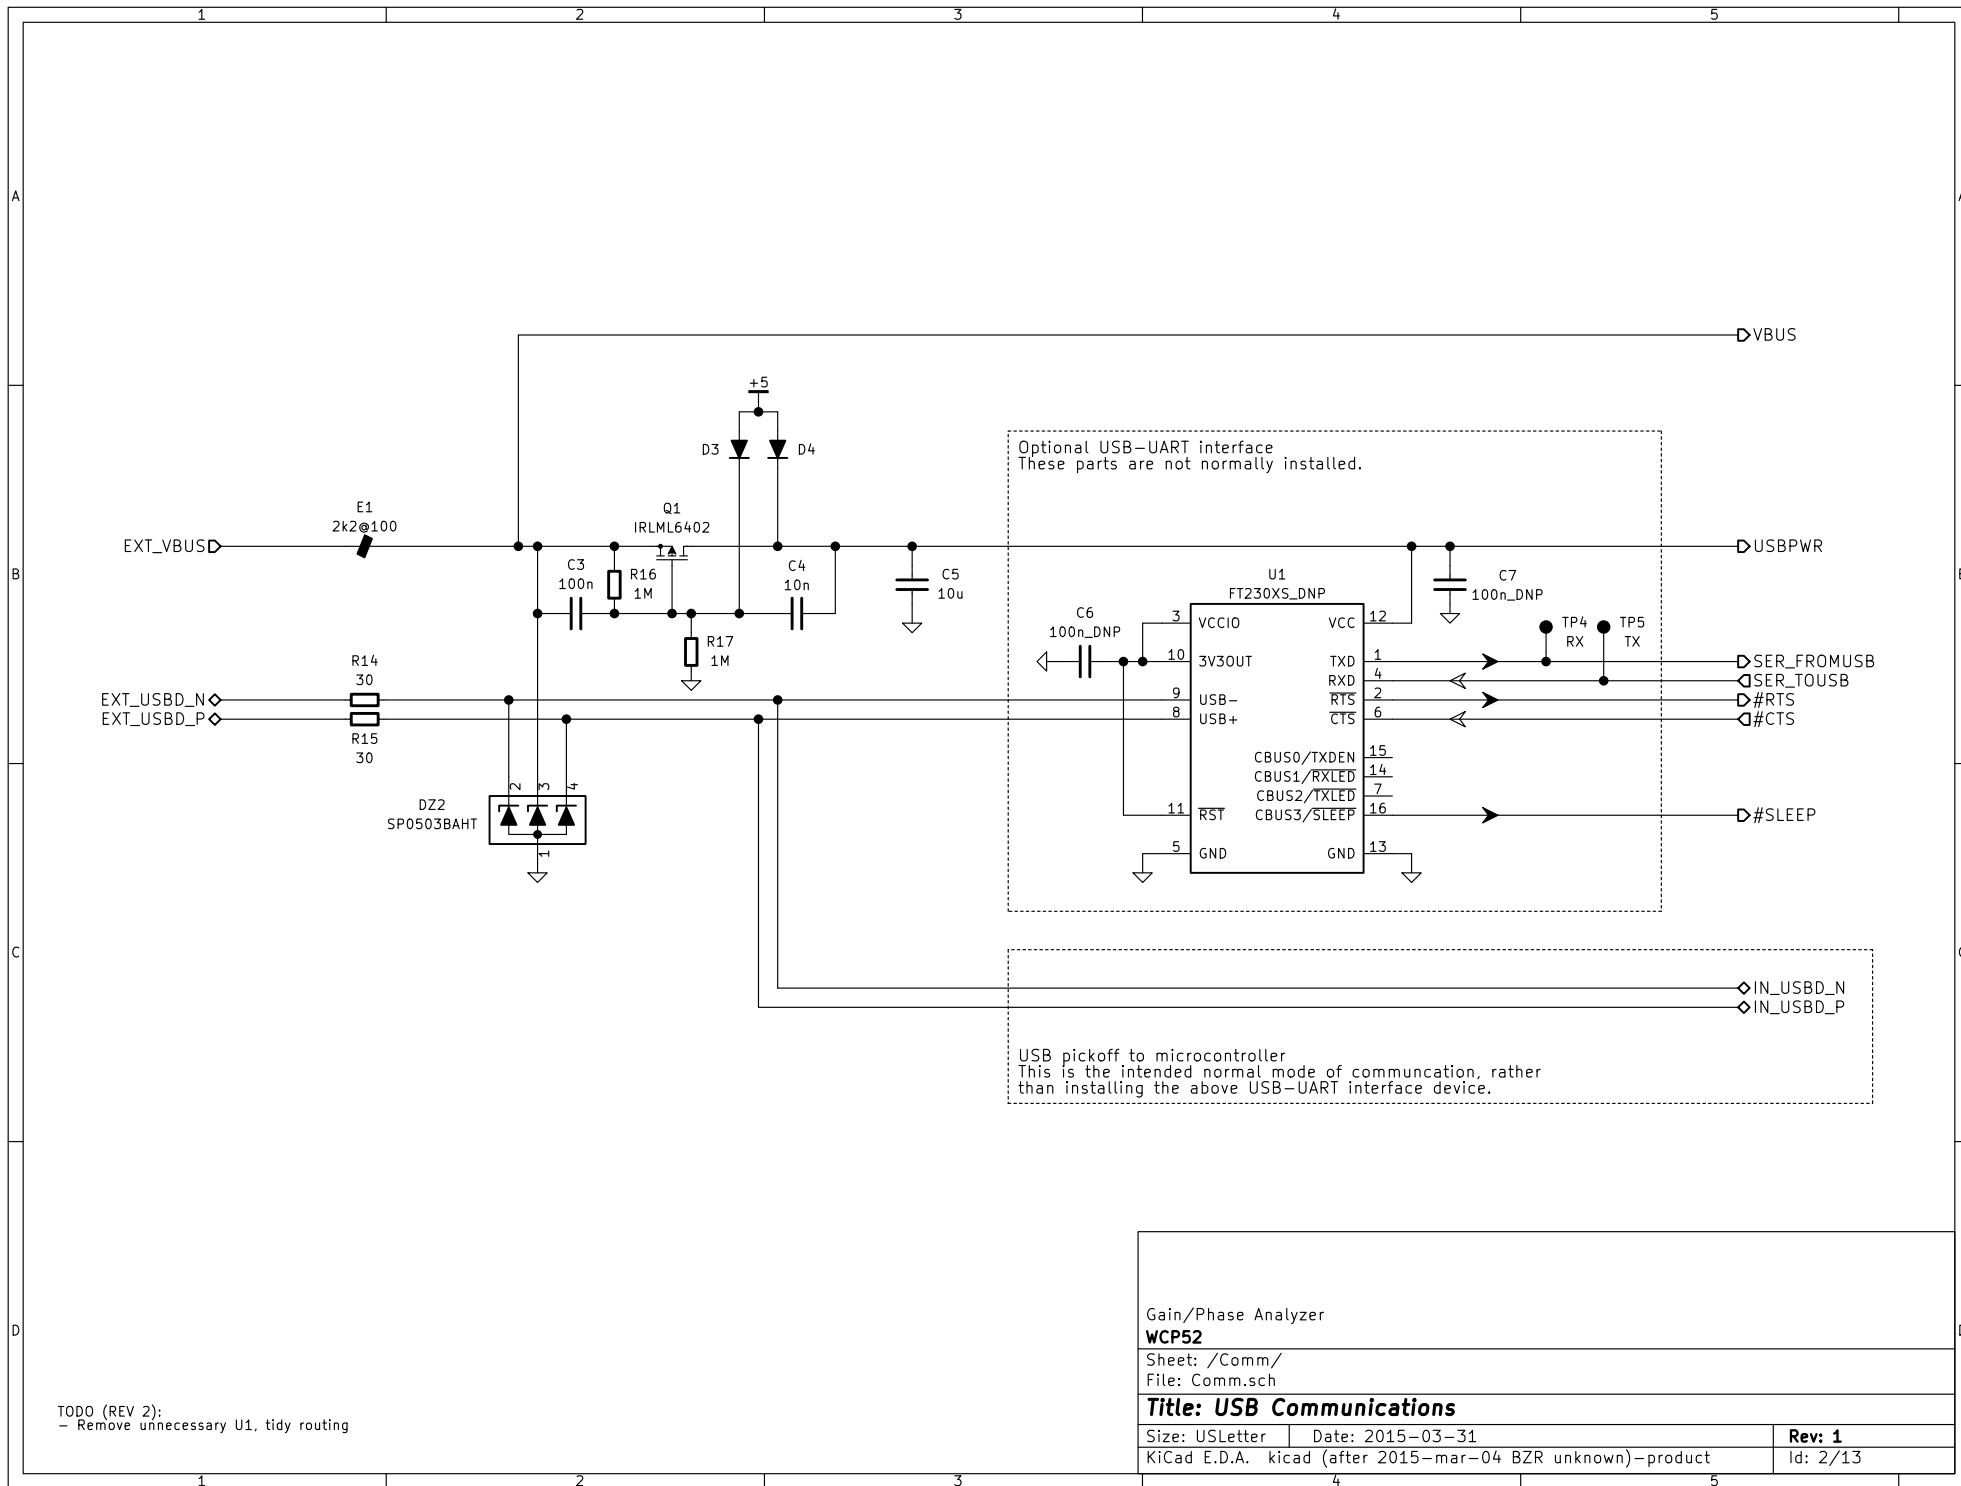 1 2 3 4 5
A
VBUS
+5
D3 D4
Optional USB-UART interface
These parts are not normally installed.
E1
2k2@100
Q1
IRLML6402
EXT_VBUS
USBPWR
B
C3
100n
R16
1M
C4
10n
C5
10u
U1
FT230XS_DNP
C7
100n_DNP
C6
100n_DNP
3 VCCIO VCC 12
TP4
RX
TP5
TX
R17
1M
10 3V3OUT TXD 1 SER_FROMUSB
RXD 4 SER_TOUSB
R14
30
EXT_USBD_N 9 USB- RTS 2 #RTS
EXT_USBD_P 8 USB+ CTS 6 #CTS
R15
30
CBUS0/TXDEN 15
CBUS1/RXLED 14
CBUS2/TXLED 7
11 RST CBUS3/SLEEP 16 #SLEEP
5 GND GND 13
2 3 4
DZ2
SP0503BAHT
1
C
IN_USBD_N
IN_USBD_P
USB pickoff to microcontroller
This is the intended normal mode of communcation, rather
than installing the above USB-UART interface device.
D
Gain/Phase Analyzer
WCP52
Sheet: /Comm/
File: Comm.sch
Title: USB Communications
Size: USLetter Date: 2015-03-31 Rev: 1
KiCad E.D.A. kicad (after 2015-mar-04 BZR unknown)-product Id: 2/13
TODO (REV 2):
- Remove unnecessary U1, tidy routing
1 2 3 4 5